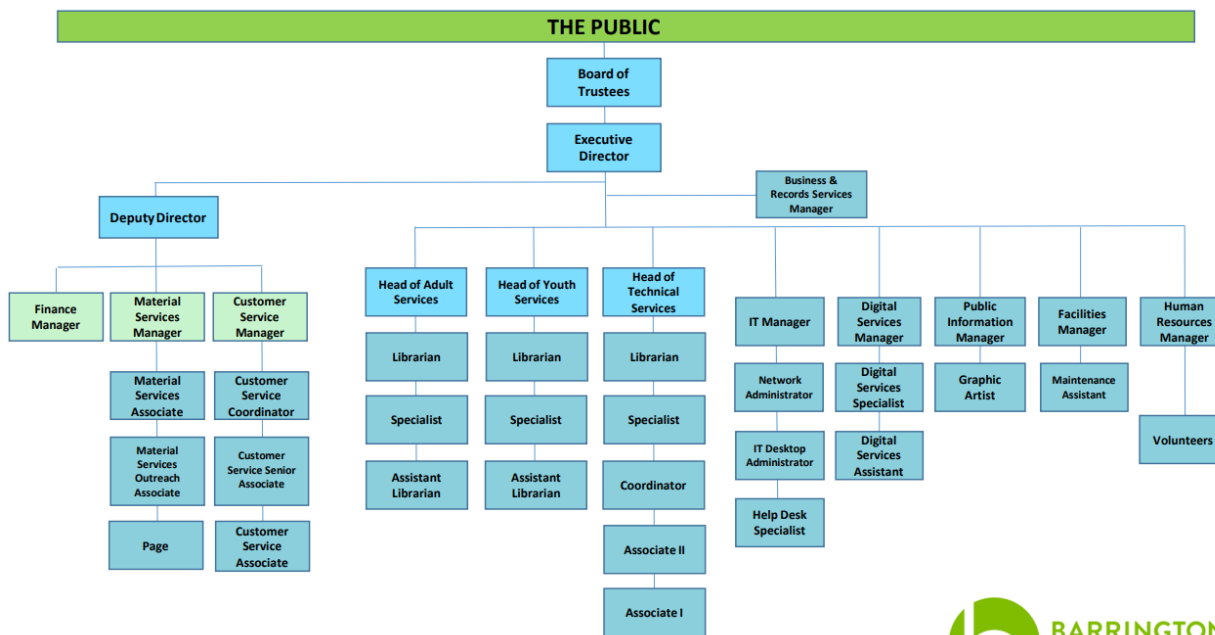 THE PUBLIC
Board of
Trustees
Executive
Director
Business &
Records Services
Manager
Deputy Director
Finance
Manager
Material
Services
Manager
Customer
Service
Manager
Head of Adult
Services
Head of Youth
Services
Head of
Technical
Services
IT Manager
Digital
Services
Manager
Public
Information
Manager
Facilities
Manager
Human
Resources
Manager
Material
Services
Associate
Customer
Service
Coordinator
Librarian
Librarian
Librarian
Network
Administrator
Digital
Services
Specialist
Graphic
Artist
Maintenance
Assistant
Material
Services
Outreach
Associate
Customer
Service Senior
Associate
Specialist
Specialist
Specialist
IT Desktop
Administrator
Digital
Services
Assistant
Volunteers
Page
Customer
Service
Associate
Assistant
Librarian
Assistant
Librarian
Coordinator
Help Desk
Specialist
Associate II
Associate I
BARRINGTON